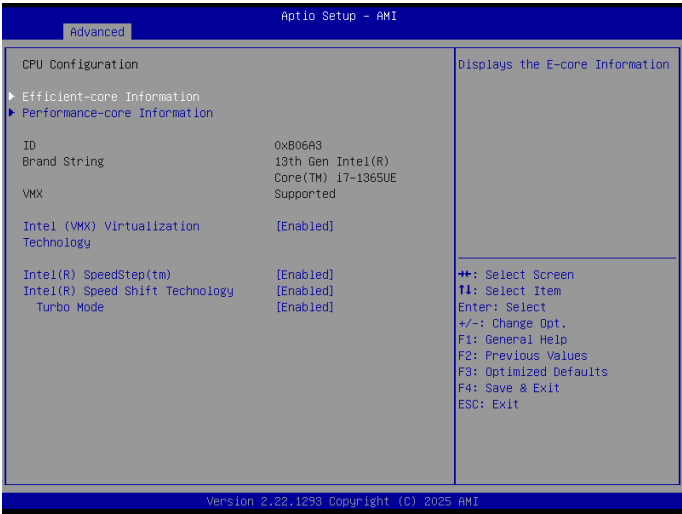 Aptio Setup - AMI
Advanced
CPU Configuration
Efficient-core Information
Performance-core Information
ID 0xB06A3
Brand String 13th Gen Intel(R)
Core(TM) i7-1365UE
VMX Supported
Intel (VMX) Virtualization [Enabled]
Technology
Intel(R) SpeedStep(tm) [Enabled]
Intel(R) Speed Shift Technology [Enabled]
Turbo Mode [Enabled]
Displays the E-core Information
→←: Select Screen
↑↓: Select Item
Enter: Select
+/-: Change Opt.
F1: General Help
F2: Previous Values
F3: Optimized Defaults
F4: Save & Exit
ESC: Exit
Version 2.22.1293 Copyright (C) 2025 AMI